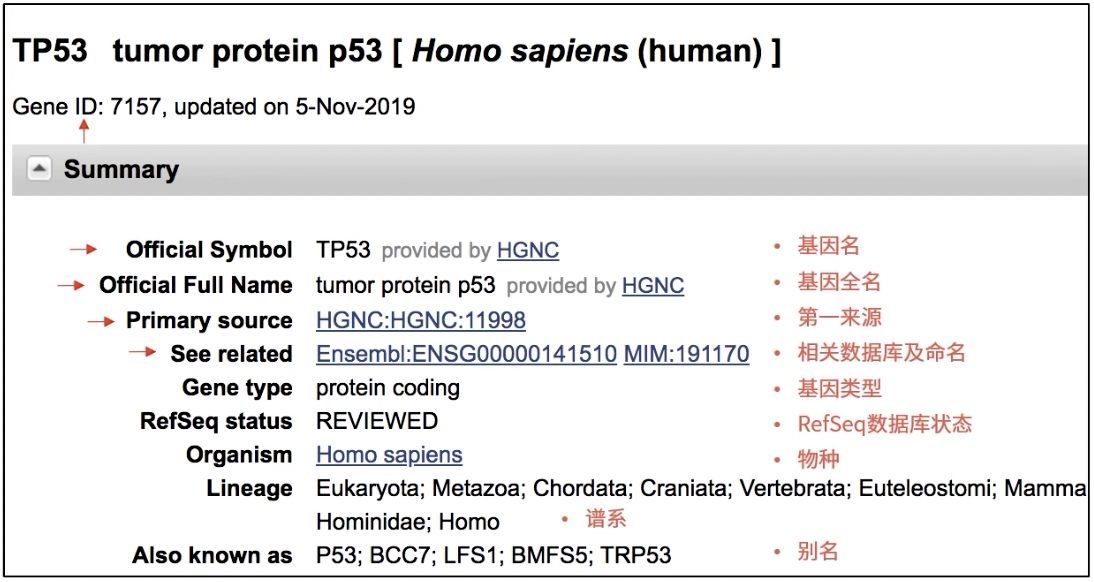 TP53 tumor protein p53 [ Homo sapiens (human) ]
Gene ID: 7157, updated on 5-Nov-2019
Summary
Official Symbol TP53 provided by HGNC • 基因名
Official Full Name tumor protein p53 provided by HGNC • 基因全名
Primary source HGNC:HGNC:11998 • 第一来源
See related Ensembl:ENSG00000141510 MIM:191170 • 相关数据库及命名
Gene type protein coding • 基因类型
RefSeq status REVIEWED • RefSeq数据库状态
Organism Homo sapiens • 物种
Lineage Eukaryota; Metazoa; Chordata; Craniata; Vertebrata; Euteleostomi; Mamma
Hominidae; Homo • 谱系
Also known as P53; BCC7; LFS1; BMFS5; TRP53 • 别名